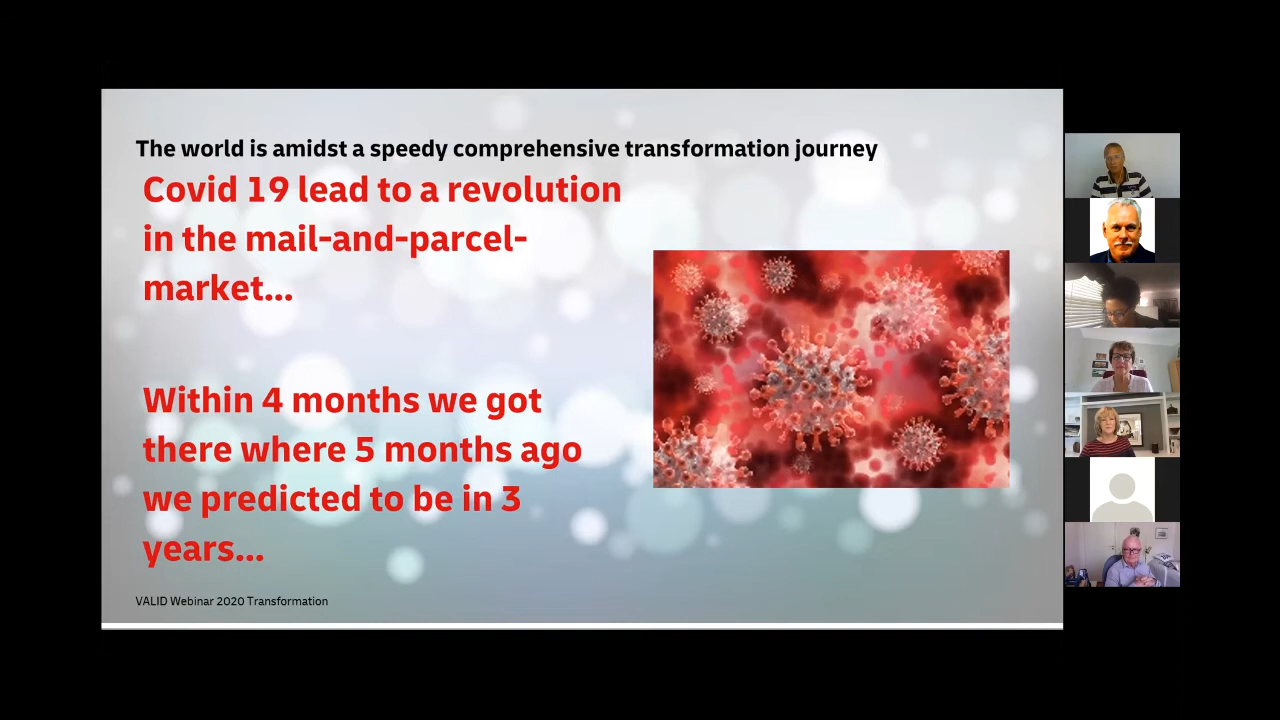 The world is amidst a speedy comprehensive transformation journey
Covid 19 lead to a revolution
in the mail-and-parcel-
market...
Within 4 months we got
there where 5 months ago
we predicted to be in 3
years...
VALID Webinar 2020 Transformation